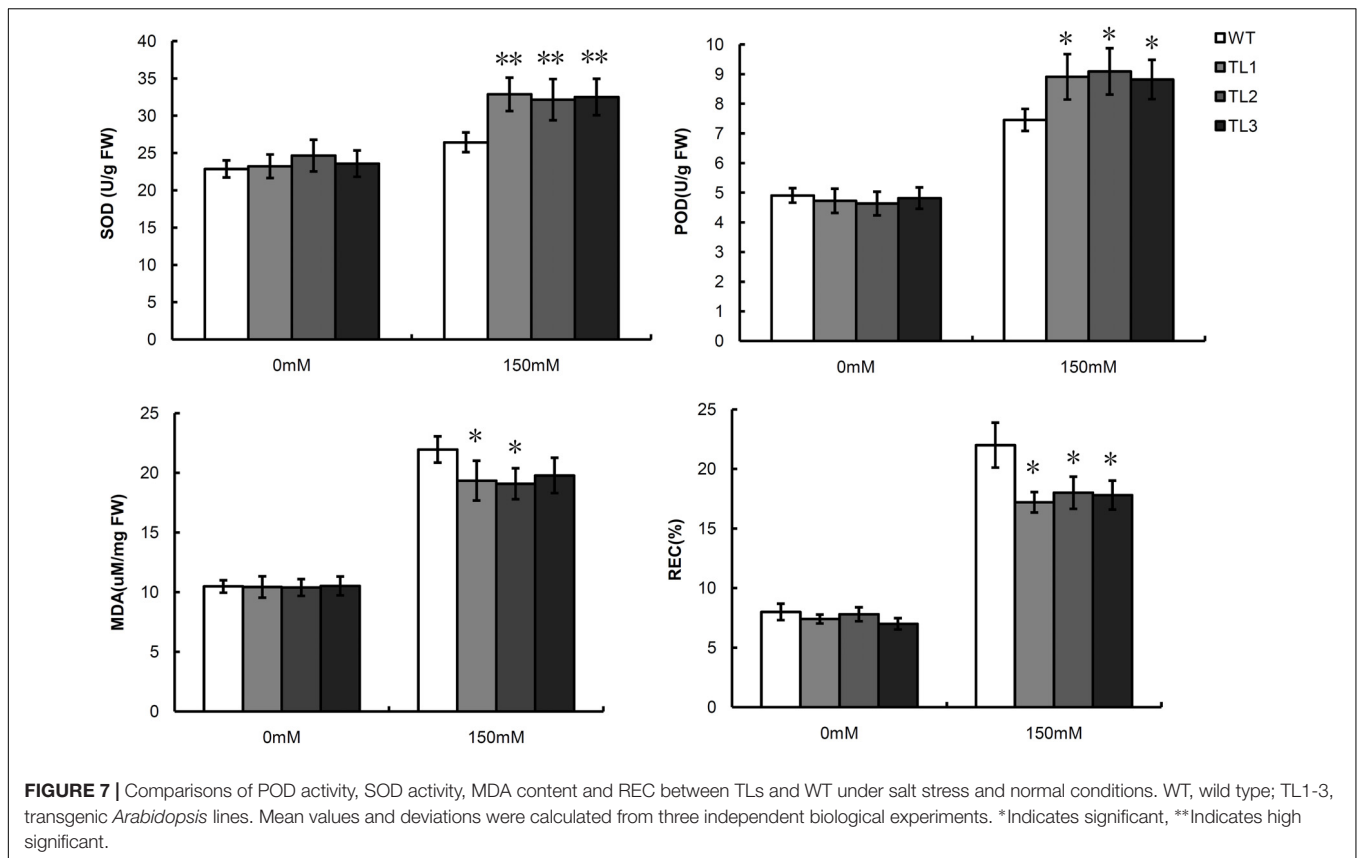 40
35
30
25
20
15
10
5
0
SOD (U/g FW)
** ** **
0mM 150mM
10
9
8
7
6
5
4
3
2
1
0
POD(U/g FW)
* * *
0mM 150mM
WT
TL1
TL2
TL3
25
20
15
10
5
0
MDA(uM/mg FW)
* *
0mM 150mM
25
20
15
10
5
0
REC(%)
* * *
0mM 150mM
FIGURE 7 | Comparisons of POD activity, SOD activity, MDA content and REC between TLs and WT under salt stress and normal conditions. WT, wild type; TL1-3,
transgenic Arabidopsis lines. Mean values and deviations were calculated from three independent biological experiments. *Indicates significant, **Indicates high
significant.